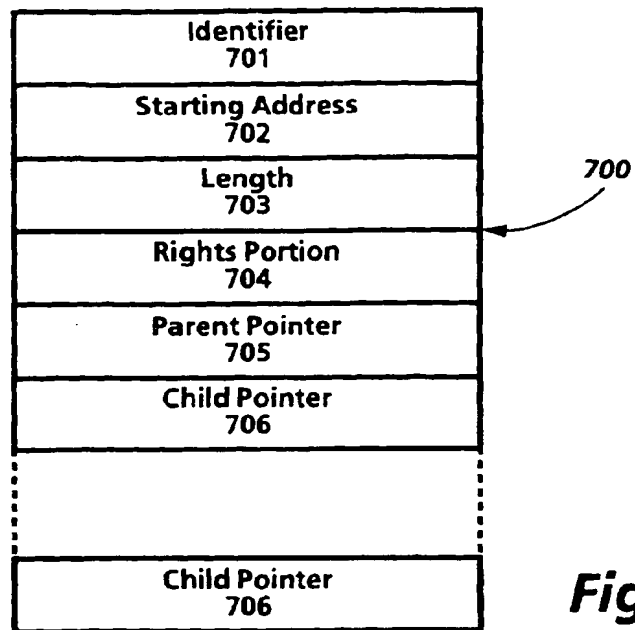 Identifier
701
Starting Address
702
Length
703
700
Rights Portion
704
Parent Pointer
705
Child Pointer
706
Child Pointer
706
Fig